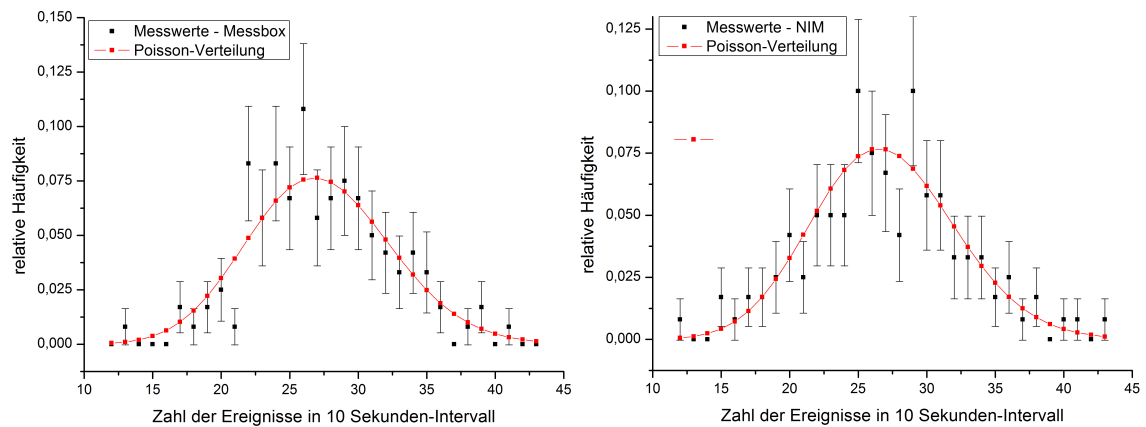 0,150
0,125
0,100
0,075
0,050
0,025
0,000
relative Häufigkeit
Messwerte - Messbox
Poisson-Verteilung
10 15 20 25 30 35 40 45
Zahl der Ereignisse in 10 Sekunden-Intervall
0,125
0,100
0,075
0,050
0,025
0,000
relative Häufigkeit
Messwerte - NIM
Poisson-Verteilung
10 15 20 25 30 35 40 45
Zahl der Ereignisse in 10 Sekunden-Intervall